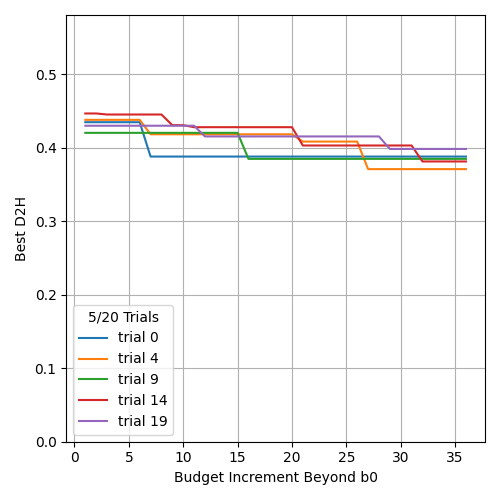 0.5
0.4
0.3
0.2
0.1
0.0
Best D2H
5/20 Trials
trial 0
trial 4
trial 9
trial 14
trial 19
0 5 10 15 20 25 30 35
Budget Increment Beyond b0